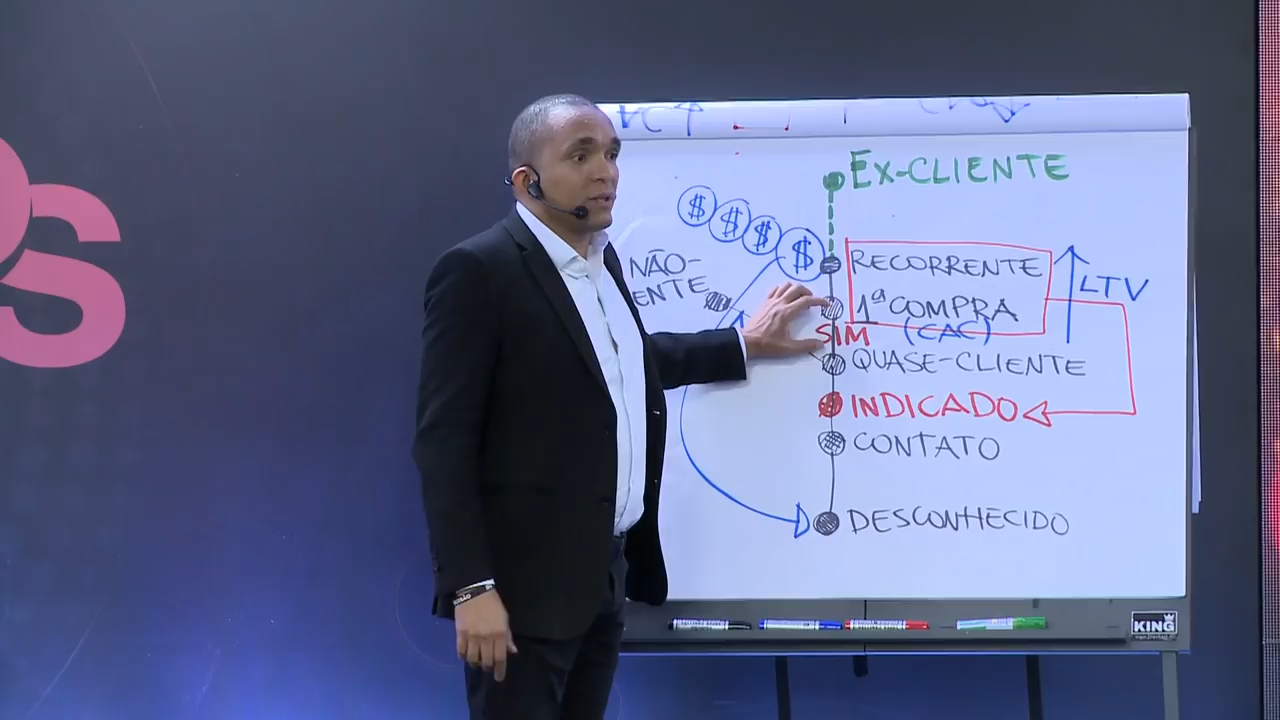 EX-CLIENTE
$ $ $ $
NÃO-
ENTE
RECORRENTE
LTV
1ª COMPRA
SIM (CAC)
QUASE-CLIENTE
INDICADO
CONTATO
DESCONHECIDO
KING
S